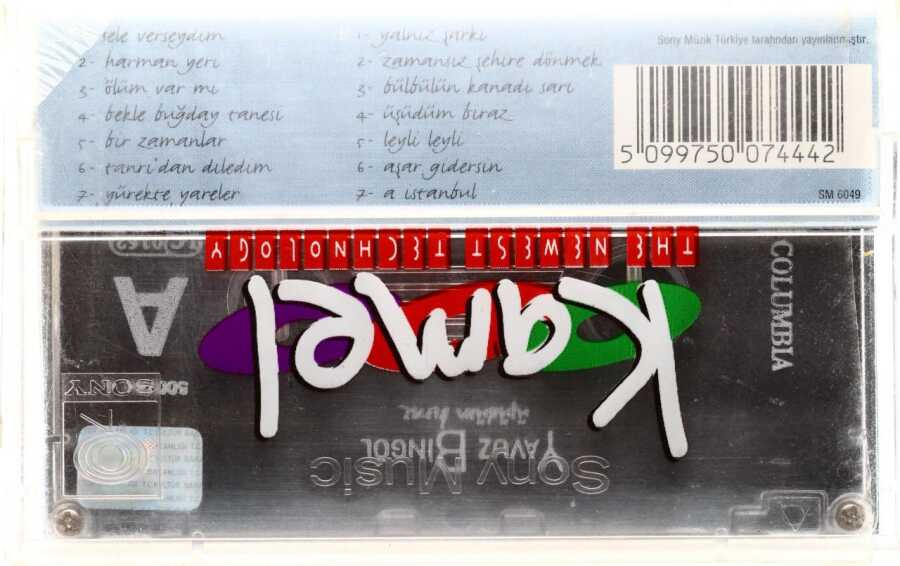 şele verseydim
2- harman yeri
3- ölüm var mı
4- bekle buğday tanesi
5- bir zamanlar
6- tanrı'dan diledim
7- yürekte yareler
1- yalnız şarkı
2- zamansız şehire dönmek
3- bülbülün kanadı sarı
4- üşüdüm biraz
5- leyli leyli
6- aşar gidersin
7- a istanbul
Sony Müzik Türkiye tarafından yayınlanmıştır.
5 099750 074442
SM 6049
THE NEWEST TECHNOLOGY
Kamel
COLUMBIA
A
SONY
üşüdüm biraz
YAVUZ BİNGÖL
Sony Music